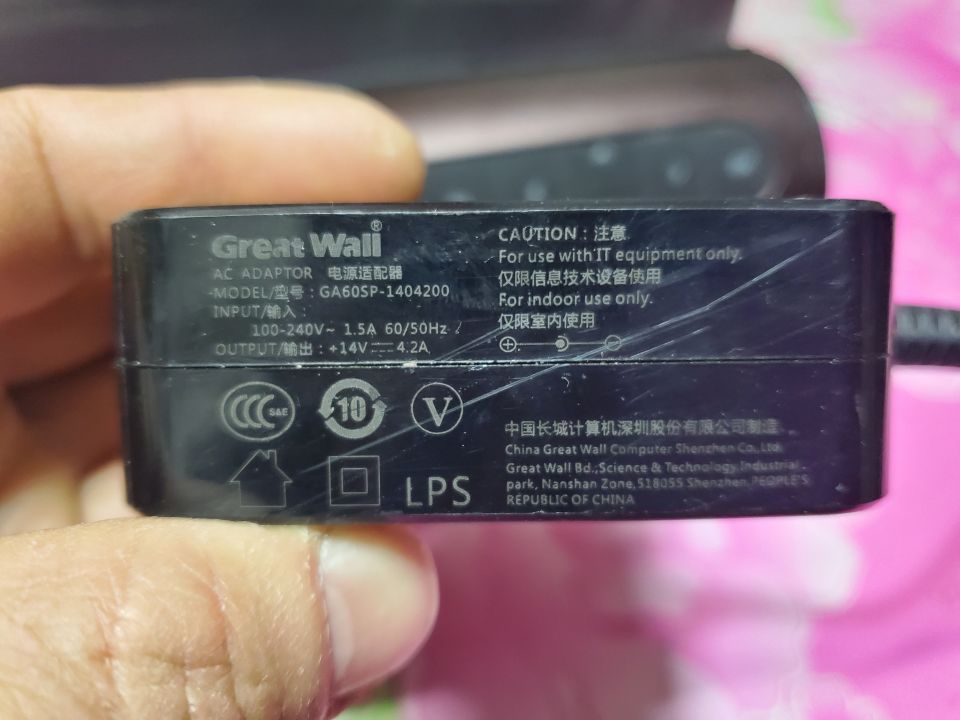 Great Wall®
AC ADAPTOR 电源适配器
MODEL/型号：GA60SP-1404200
INPUT/输入：
100-240V~ 1.5A 60/50Hz
OUTPUT/输出：+14V⎓4.2A
CAUTION：注意
For use with IT equipment only.
仅限信息技术设备使用
For indoor use only.
仅限室内使用
CCC S&E
10
V
LPS
中国长城计算机深圳股份有限公司制造
China Great Wall Computer Shenzhen Co., Ltd.
Great Wall Bd.,Science & Technology Industrial
park, Nanshan Zone,518055 Shenzhen,PEOPLE'S
REPUBLIC OF CHINA